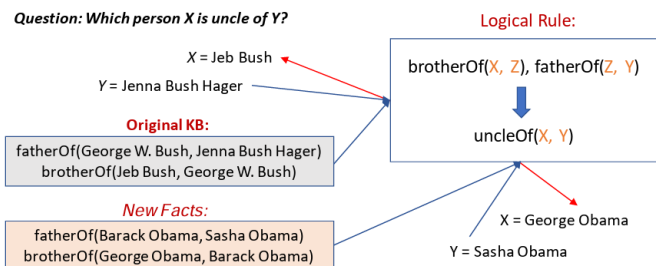 Question: Which person X is uncle of Y?
X = Jeb Bush
Y = Jenna Bush Hager
Original KB:
fatherOf(George W. Bush, Jenna Bush Hager)
brotherOf(Jeb Bush, George W. Bush)
New Facts:
fatherOf(Barack Obama, Sasha Obama)
brotherOf(George Obama, Barack Obama)
Logical Rule:
brotherOf(X, Z), fatherOf(Z, Y)
uncleOf(X, Y)
X = George Obama
Y = Sasha Obama